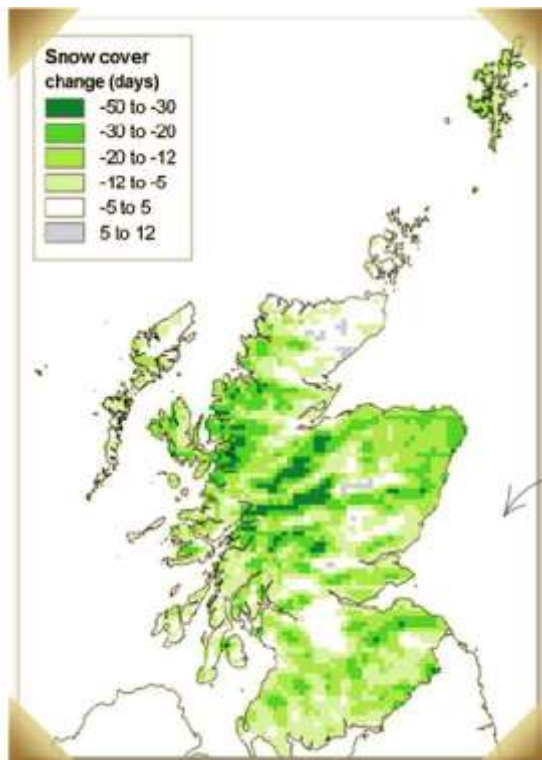 Snow cover
change (days)
-50 to -30
-30 to -20
-20 to -12
-12 to -5
-5 to 5
5 to 12